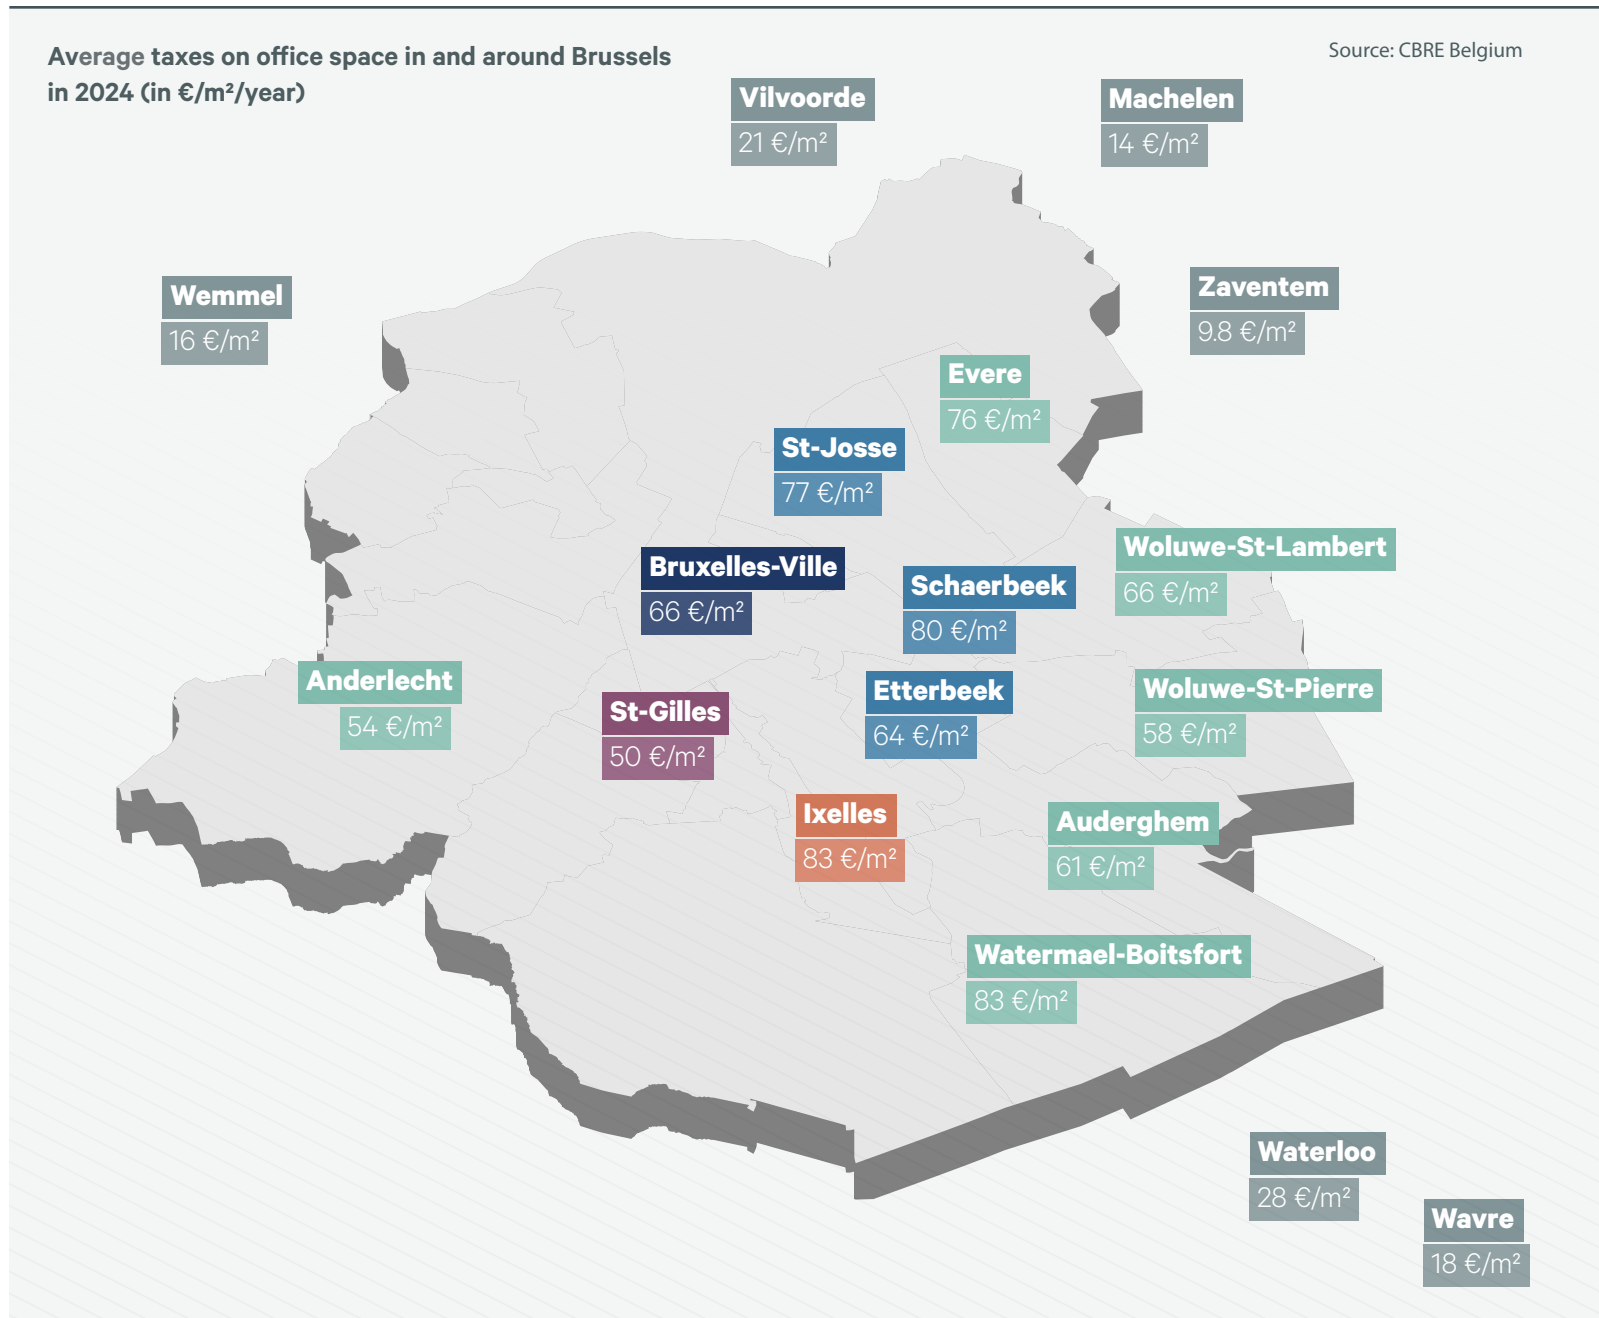 Average taxes on office space in and around Brussels
in 2024 (in €/m²/year)
Source: CBRE Belgium
Vilvoorde
21 €/m²
Machelen
14 €/m²
Wemmel
16 €/m²
Zaventem
9.8 €/m²
Evere
76 €/m²
St-Josse
77 €/m²
Bruxelles-Ville
66 €/m²
Schaerbeek
80 €/m²
Woluwe-St-Lambert
66 €/m²
Anderlecht
54 €/m²
St-Gilles
50 €/m²
Etterbeek
64 €/m²
Woluwe-St-Pierre
58 €/m²
Ixelles
83 €/m²
Auderghem
61 €/m²
Watermael-Boitsfort
83 €/m²
Waterloo
28 €/m²
Wavre
18 €/m²